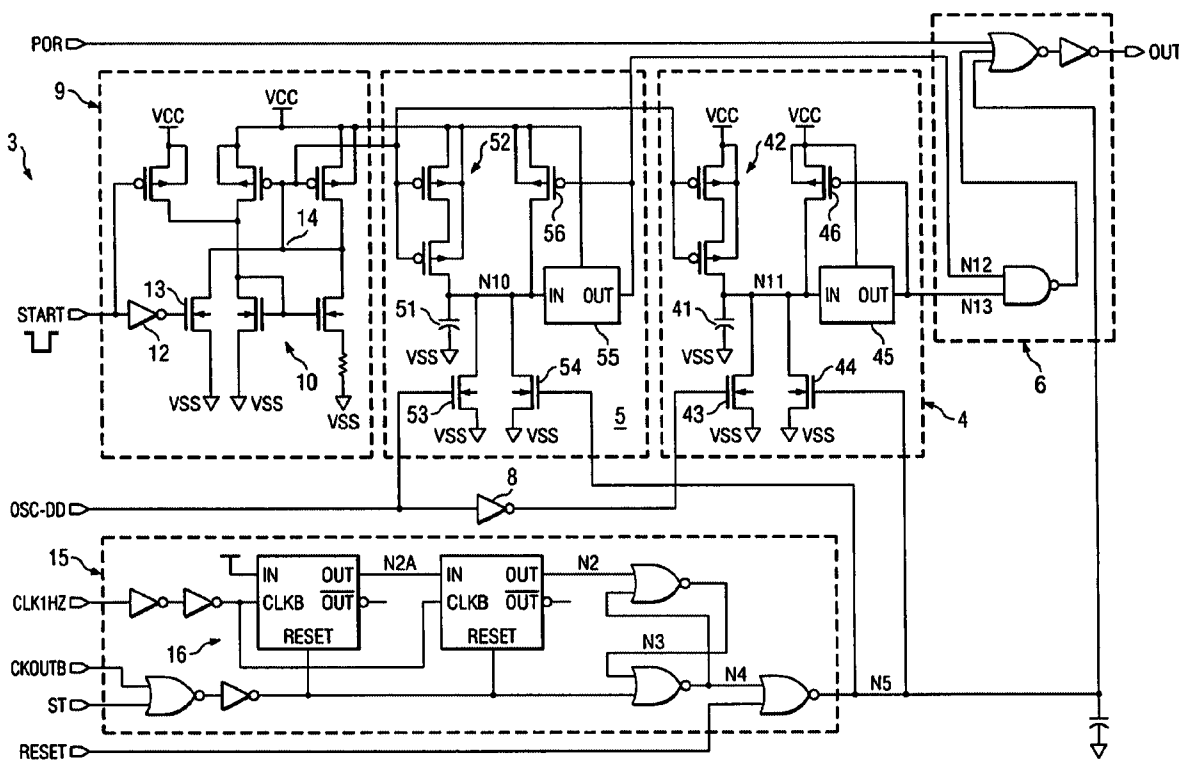 POR
OUT
9
VCC
VCC
3
52
VCC
VCC
42
14
56
46
N12
N10
N11
13
START
IN OUT
IN OUT
N13
51
41
12
10
VSS
55
VSS
45
6
54
44
VSS
VSS
VSS
53
VSS
VSS
5
43
VSS
VSS
4
8
OSC-DD
15
IN OUT
N2A
IN OUT
N2
CLK1HZ
CLKB OUT
CLKB OUT
16
RESET
RESET
N3
CKOUTB
N4
N5
ST
RESET